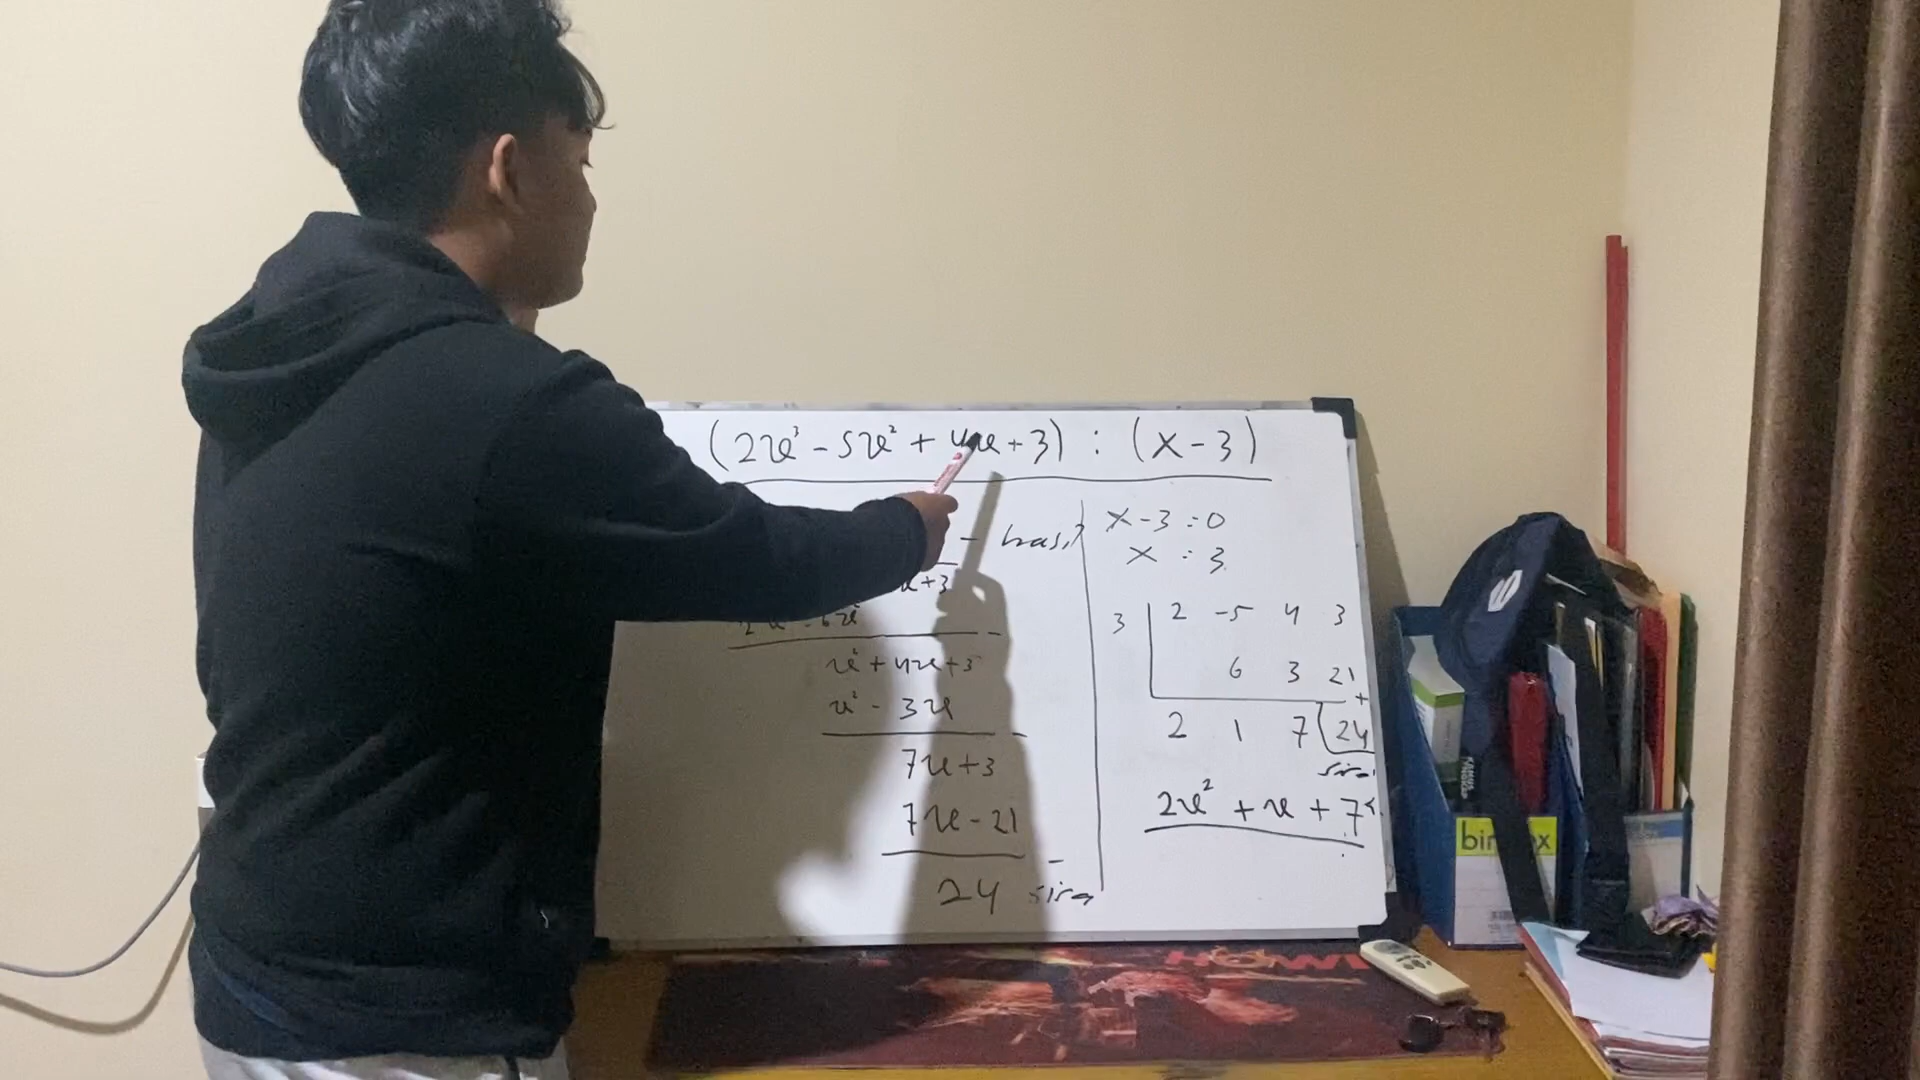 (2x³ - 5x² + 4x + 3) : (x - 3)
- hasil
x+3
- 6x²
x² + 4x + 3
x² - 3x
-
7x + 3
7x - 21
-
24 sisa
x - 3 = 0
x = 3
3 | 2 -5 4 3
6 3 21
+
2 1 7 24
sisa
2x² + x + 7